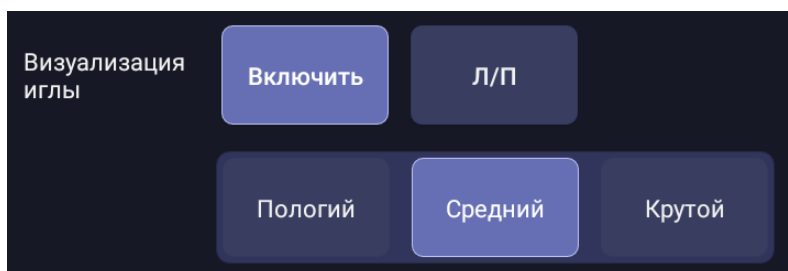 Визуализация
иглы
Включить
Л/П
Пологий
Средний
Крутой